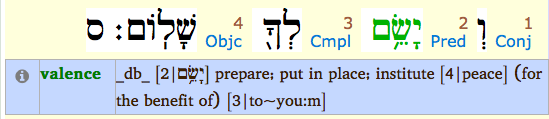 1 Conj וְ 2 Pred יָשֵׂ֥ם 3 Cmpl לְךָ֖ 4 Objc שָׁלֽוֹם׃ ס
valence _db_ [2|יָשֵׂ֥ם] prepare; put in place; institute [4|peace] (for
the benefit of) [3|to~you:m]